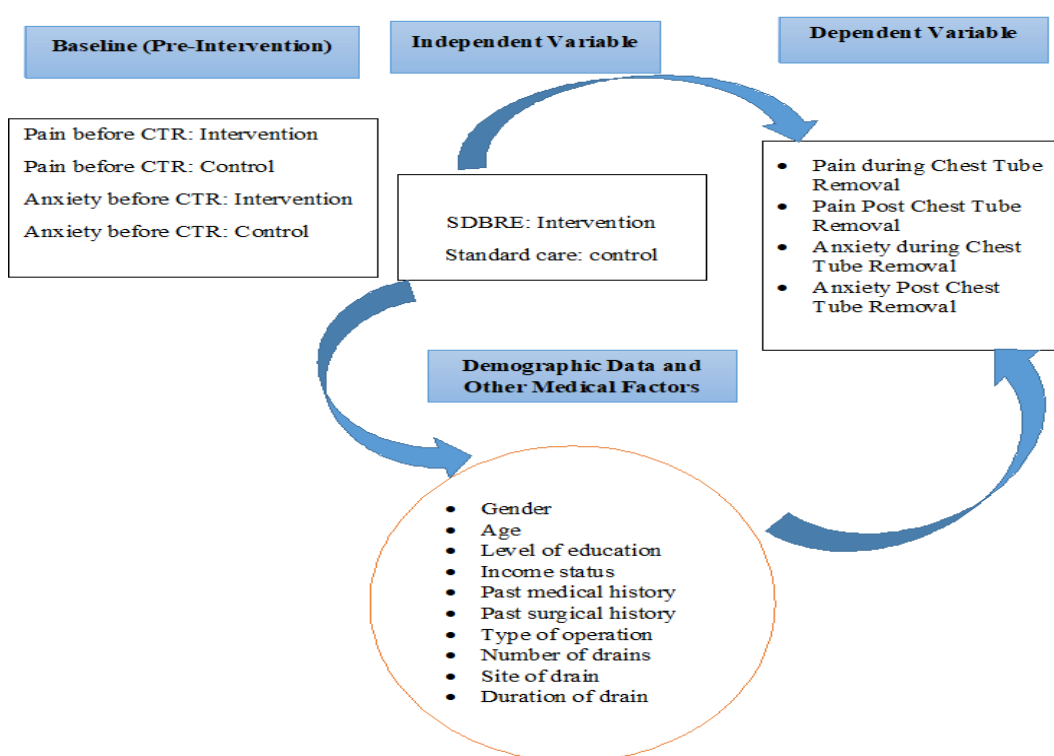 Baseline (Pre-Intervention)
Independent Variable
Dependent Variable
Pain before CTR: Intervention
Pain before CTR: Control
Anxiety before CTR: Intervention
Anxiety before CTR: Control
SDBRE: Intervention
Standard care: control
• Pain during Chest Tube
Removal
• Pain Post Chest Tube
Removal
• Anxiety during Chest
Tube Removal
• Anxiety Post Chest
Tube Removal
Demographic Data and
Other Medical Factors
• Gender
• Age
• Level of education
• Income status
• Past medical history
• Past surgical history
• Type of operation
• Number of drains
• Site of drain
• Duration of drain